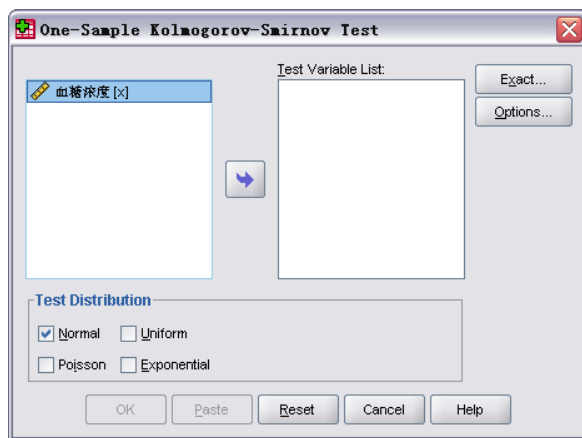 One-Sample Kolmogorov-Smirnov Test
血糖浓度 [x]
Test Variable List:
Exact...
Options...
Test Distribution
Normal
Uniform
Poisson
Exponential
OK
Paste
Reset
Cancel
Help